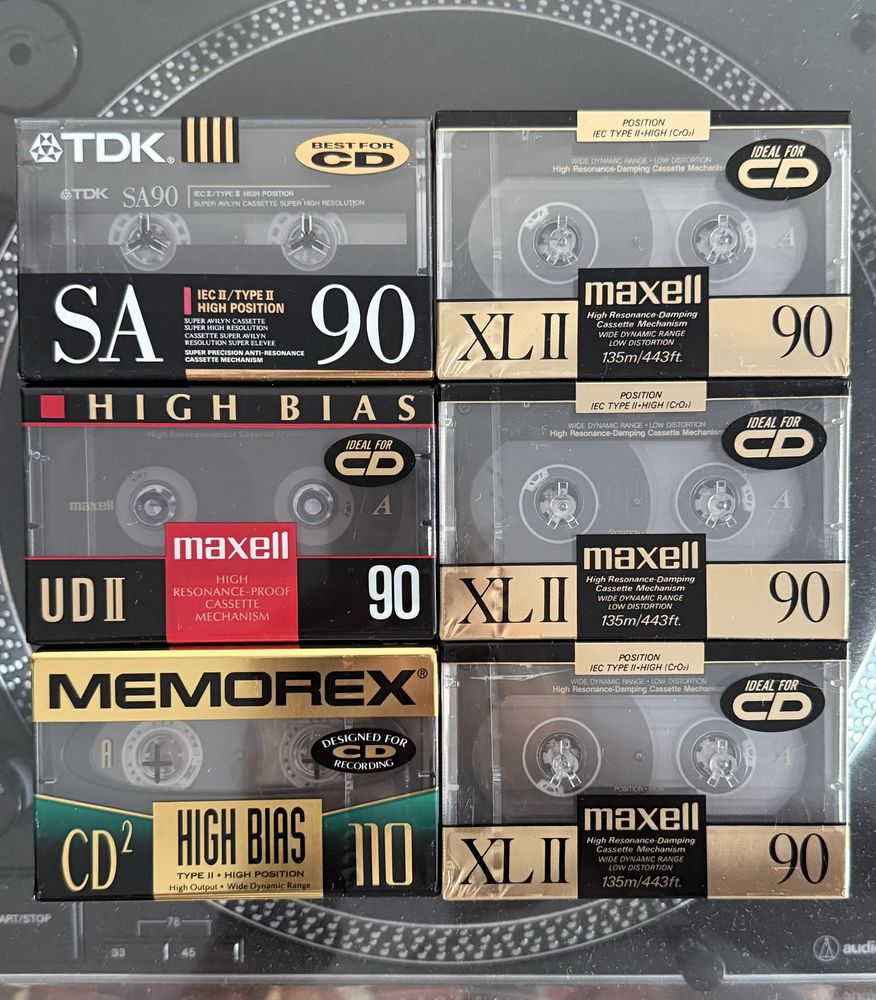 TDK®
BEST FOR
CD
TDK SA90 IEC II/TYPE II HIGH POSITION
SUPER AVILYN CASSETTE SUPER HIGH RESOLUTION
SA
IEC II/TYPE II
HIGH POSITION
SUPER AVILYN CASSETTE
SUPER HIGH RESOLUTION
CASSETTE SUPER AVILYN
RESOLUTION SUPER ELEVEE
SUPER PRECISION ANTI-RESONANCE
CASSETTE MECHANISM
90
HIGH BIAS
High Resonanceproof Cassette
IDEAL FOR
CD
maxell
A
maxell
HIGH
RESONANCE-PROOF
CASSETTE
MECHANISM
UD II
90
MEMOREX®
A
DESIGNED FOR
CD
RECORDING
CD²
HIGH BIAS
TYPE II • HIGH POSITION
High Output • Wide Dynamic Range
110
POSITION
IEC TYPE II•HIGH (CrO₂)
WIDE DYNAMIC RANGE • LOW DISTORTION
High Resonance-Damping Cassette Mechanism
IDEAL FOR
CD
A
maxell
High Resonance-Damping
Cassette Mechanism
WIDE DYNAMIC RANGE
LOW DISTORTION
135m/443ft.
XL II
90
POSITION
IEC TYPE II•HIGH (CrO₂)
WIDE DYNAMIC RANGE • LOW DISTORTION
High Resonance-Damping Cassette Mechanism
IDEAL FOR
CD
A
POSITION
maxell
High Resonance-Damping
Cassette Mechanism
WIDE DYNAMIC RANGE
LOW DISTORTION
135m/443ft.
XL II
90
POSITION
IEC TYPE II•HIGH (CrO₂)
WIDE DYNAMIC RANGE • LOW DISTORTION
High Resonance-Damping Cassette Mechanism
IDEAL FOR
CD
A
POSITION
maxell
High Resonance-Damping
Cassette Mechanism
WIDE DYNAMIC RANGE
LOW DISTORTION
135m/443ft.
XL II
90
ART/STOP
78
33 45
audio